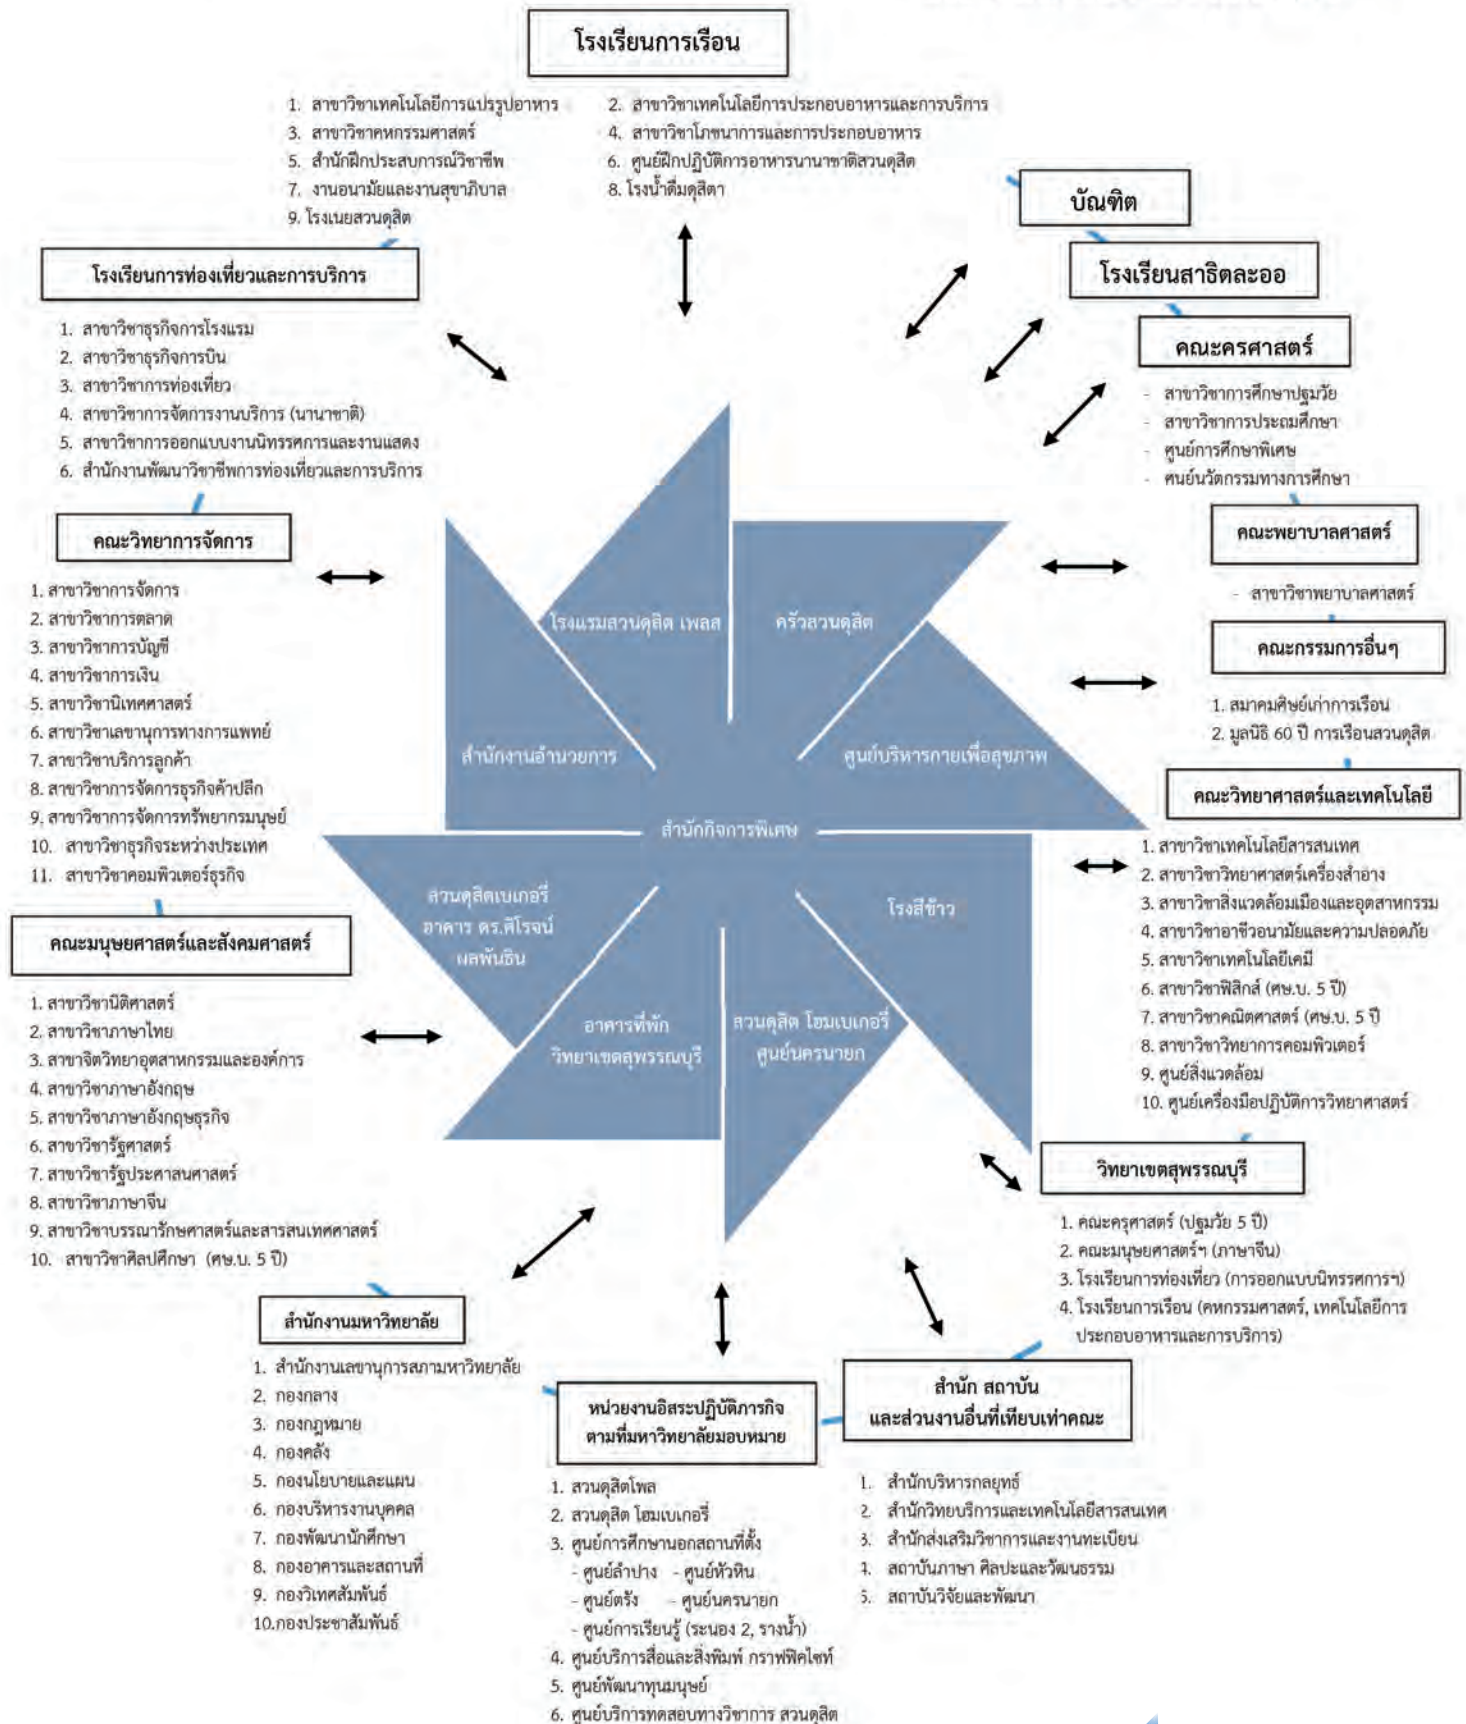 โรงเรียนการเรือน
1. สาขาวิชาเทคโนโลยีการแปรรูปอาหาร
2. สาขาวิชาเทคโนโลยีการประกอบอาหารและการบริการ
3. สาขาวิชาคหกรรมศาสตร์
4. สาขาวิชาโภชนาการและการประกอบอาหาร
5. สำนักฝึกประสบการณ์วิชาชีพ
6. ศูนย์ฝึกปฏิบัติการอาหารนานาชาติสวนดุสิต
7. งานอนามัยและงานสุขาภิบาล
8. โรงน้ำดื่มดุสิตา
9. โรงเนยสวนดุสิต
บัณฑิต
โรงเรียนสาธิตละออ
คณะครศาสตร์
- สาขาวิชาการศึกษาปฐมวัย
- สาขาวิชาการประถมศึกษา
- ศูนย์การศึกษาพิเศษ
- ศนย์นวัตกรรมทางการศึกษา
โรงเรียนการท่องเที่ยวและการบริการ
1. สาขาวิชาธุรกิจการโรงแรม
2. สาขาวิชาธุรกิจการบิน
3. สาขาวิชาการท่องเที่ยว
4. สาขาวิชาการจัดการงานบริการ (นานาชาติ)
5. สาขาวิชาการออกแบบงานนิทรรศการและงานแสดง
6. สำนักงานพัฒนาวิชาชีพการท่องเที่ยวและการบริการ
คณะวิทยาการจัดการ
1. สาขาวิชาการจัดการ
2. สาขาวิชาการตลาด
3. สาขาวิชาการบัญชี
4. สาขาวิชาการเงิน
5. สาขาวิชานิเทศศาสตร์
6. สาขาวิชาเลขานุการทางการแพทย์
7. สาขาวิชาบริการลูกค้า
8. สาขาวิชาการจัดการธุรกิจค้าปลีก
9. สาขาวิชาการจัดการทรัพยากรมนุษย์
10. สาขาวิชาธุรกิจระหว่างประเทศ
11. สาขาวิชาคอมพิวเตอร์ธุรกิจ
คณะพยาบาลศาสตร์
- สาขาวิชาพยาบาลศาสตร์
คณะกรรมการอื่นๆ
1. สมาคมศิษย์เก่าการเรือน
2. มูลนิธิ 60 ปี การเรือนสวนดุสิต
โรงแรมสวนดุสิต เพลส
ครัวสวนดุสิต
สำนักงานอำนวยการ
ศูนย์บริหารกายเพื่อสุขภาพ
สำนักกิจการพิเศษ
สวนดุสิตเบเกอรี่
อาคาร ดร.ศิโรจน์
ผลพันธิน
โรงสีข้าว
อาคารที่พัก
วิทยาเขตสุพรรณบุรี
สวนดุสิต โฮมเบเกอรี่
ศูนย์นครนายก
คณะวิทยาศาสตร์และเทคโนโลยี
1. สาขาวิชาเทคโนโลยีสารสนเทศ
2. สาขาวิชาวิทยาศาสตร์เครื่องสำอาง
3. สาขาวิชาสิ่งแวดล้อมเมืองและอุตสาหกรรม
4. สาขาวิชาอาชีวอนามัยและความปลอดภัย
5. สาขาวิชาเทคโนโลยีเคมี
6. สาขาวิชาฟิสิกส์ (ศษ.บ. 5 ปี)
7. สาขาวิชาคณิตศาสตร์ (ศษ.บ. 5 ปี
8. สาขาวิชาวิทยาการคอมพิวเตอร์
9. ศูนย์สิ่งแวดล้อม
10. ศูนย์เครื่องมือปฏิบัติการวิทยาศาสตร์
คณะมนุษยศาสตร์และสังคมศาสตร์
1. สาขาวิชานิติศาสตร์
2. สาขาวิชาภาษาไทย
3. สาขาจิตวิทยาอุตสาหกรรมและองค์การ
4. สาขาวิชาภาษาอังกฤษ
5. สาขาวิชาภาษาอังกฤษธุรกิจ
6. สาขาวิชารัฐศาสตร์
7. สาขาวิชารัฐประศาสนศาสตร์
8. สาขาวิชาภาษาจีน
9. สาขาวิชาบรรณารักษศาสตร์และสารสนเทศศาสตร์
10. สาขาวิชาศิลปศึกษา (ศษ.บ. 5 ปี)
วิทยาเขตสุพรรณบุรี
1. คณะครุศาสตร์ (ปฐมวัย 5 ปี)
2. คณะมนุษยศาสตร์ฯ (ภาษาจีน)
3. โรงเรียนการท่องเที่ยว (การออกแบบนิทรรศการฯ)
4. โรงเรียนการเรือน (คหกรรมศาสตร์, เทคโนโลยีการ
ประกอบอาหารและการบริการ)
สำนักงานมหาวิทยาลัย
1. สำนักงานเลขานุการสภามหาวิทยาลัย
2. กองกลาง
3. กองกฎหมาย
4. กองคลัง
5. กองนโยบายและแผน
6. กองบริหารงานบุคคล
7. กองพัฒนานักศึกษา
8. กองอาคารและสถานที่
9. กองวิเทศสัมพันธ์
10.กองประชาสัมพันธ์
หน่วยงานอิสระปฏิบัติภารกิจ
ตามที่มหาวิทยาลัยมอบหมาย
1. สวนดุสิตโพล
2. สวนดุสิต โฮมเบเกอรี่
3. ศูนย์การศึกษานอกสถานที่ตั้ง
- ศูนย์ลำปาง - ศูนย์หัวหิน
- ศูนย์ตรัง - ศูนย์นครนายก
- ศูนย์การเรียนรู้ (ระนอง 2, รางน้ำ)
4. ศูนย์บริการสื่อและสิ่งพิมพ์ กราฟฟิคไซท์
5. ศูนย์พัฒนาทุนมนุษย์
6. ศูนย์บริการทดสอบทางวิชาการ สวนดุสิต
สำนัก สถาบัน
และส่วนงานอื่นที่เทียบเท่าคณะ
1. สำนักบริหารกลยุทธ์
2. สำนักวิทยบริการและเทคโนโลยีสารสนเทศ
3. สำนักส่งเสริมวิชาการและงานทะเบียน
4. สถาบันภาษา ศิลปะและวัฒนธรรม
5. สถาบันวิจัยและพัฒนา